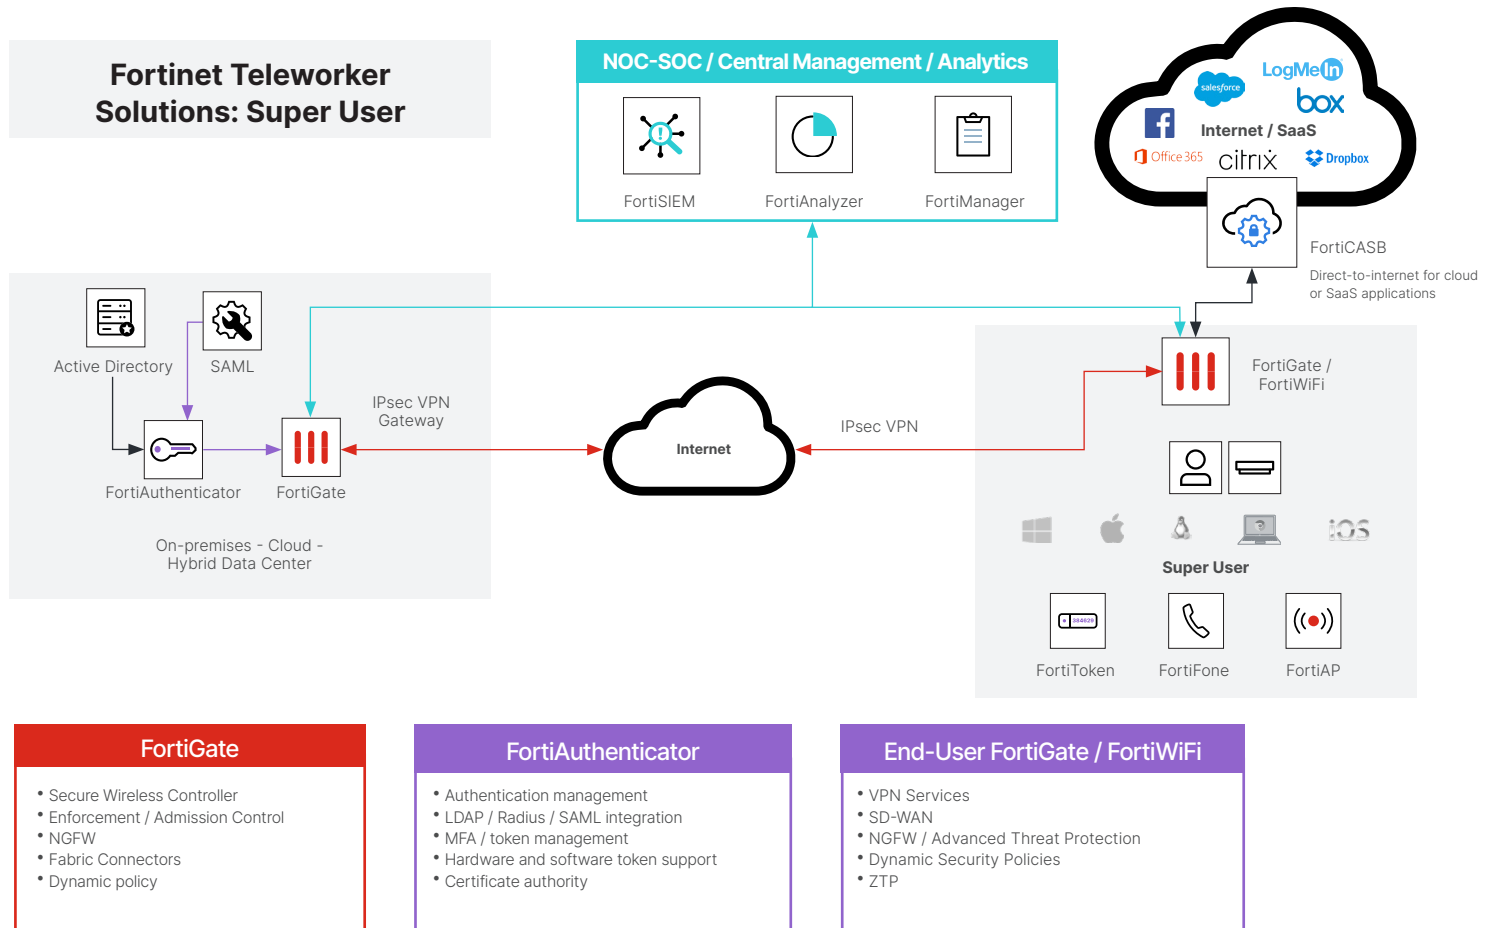 Fortinet Teleworker
Solutions: Super User
NOC-SOC / Central Management / Analytics
FortiSIEM
FortiAnalyzer
FortiManager
salesforce
LogMeIn
box
Internet / SaaS
Office 365
citrix
Dropbox
FortiCASB
Direct-to-internet for cloud
or SaaS applications
Active Directory
SAML
IPsec VPN
Gateway
FortiAuthenticator
FortiGate
On-premises - Cloud -
Hybrid Data Center
Internet
IPsec VPN
FortiGate /
FortiWiFi
iOS
Super User
384629
FortiToken
FortiFone
FortiAP
FortiGate
• Secure Wireless Controller
• Enforcement / Admission Control
• NGFW
• Fabric Connectors
• Dynamic policy
FortiAuthenticator
• Authentication management
• LDAP / Radius / SAML integration
• MFA / token management
• Hardware and software token support
• Certificate authority
End-User FortiGate / FortiWiFi
• VPN Services
• SD-WAN
• NGFW / Advanced Threat Protection
• Dynamic Security Policies
• ZTP